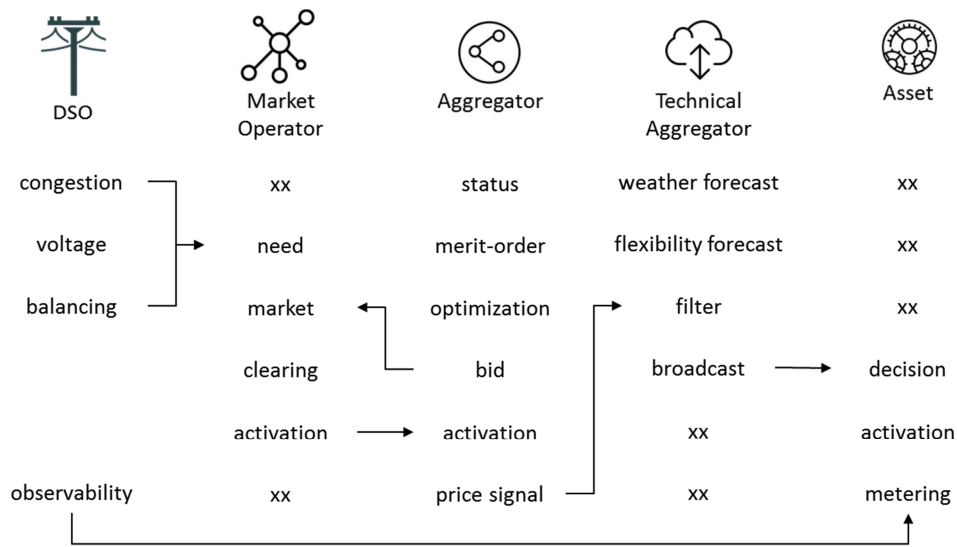 DSO
Market
Operator
Aggregator
Technical
Aggregator
Asset
congestion xx status weather forecast xx
voltage need merit-order flexibility forecast xx
balancing market optimization filter xx
clearing bid broadcast decision
activation activation xx activation
observability xx price signal xx metering